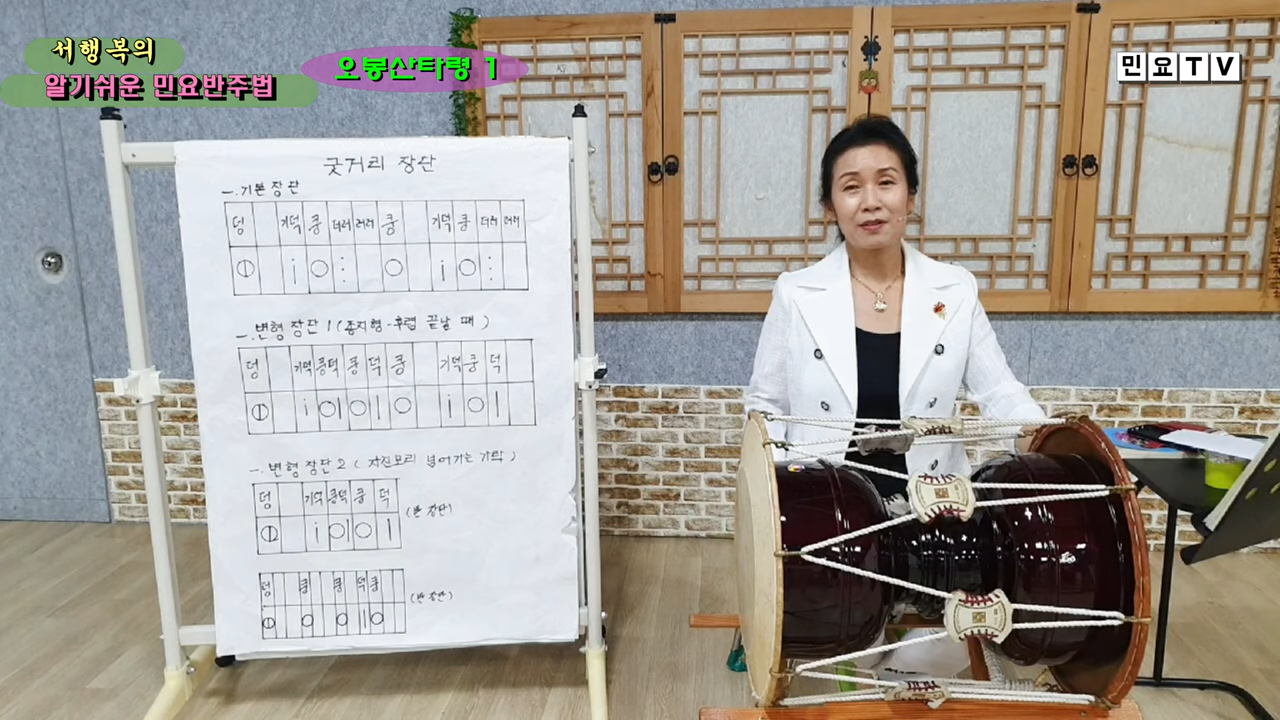 서행복의
알기쉬운 민요반주법
오봉산타령 1
민요TV
굿거리 장단
一. 기본 장단
덩 기덕 쿵 더러 러러 쿵 기덕 쿵 더러 러러
一. 변형 장단 1 (종지형-후렴 끝날 때)
덩 기덕 쿵덕 쿵 덕 쿵 기덕 쿵 덕
一. 변형 장단 2 (자진모리 넘어가는 가락)
덩 기덕 쿵덕 쿵 덕
(반 장단)
덩 쿵 쿵 덕 쿵
(반 장단)